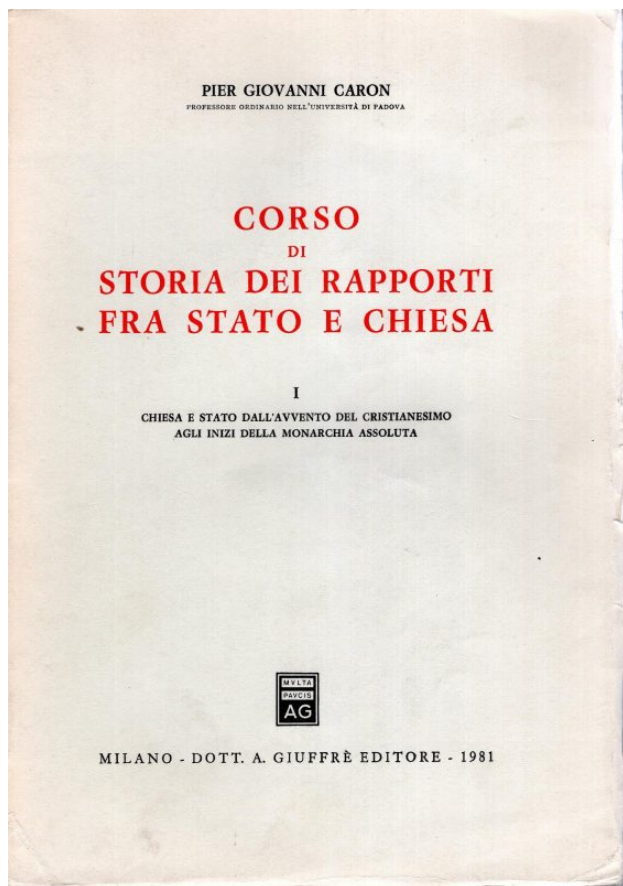 PIER GIOVANNI CARON
PROFESSORE ORDINARIO NELL'UNIVERSITÀ DI PADOVA
CORSO
DI
STORIA DEI RAPPORTI
FRA STATO E CHIESA
I
CHIESA E STATO DALL'AVVENTO DEL CRISTIANESIMO
AGLI INIZI DELLA MONARCHIA ASSOLUTA
MVLTA
PAVCIS
AG
MILANO - DOTT. A. GIUFFRÈ EDITORE - 1981